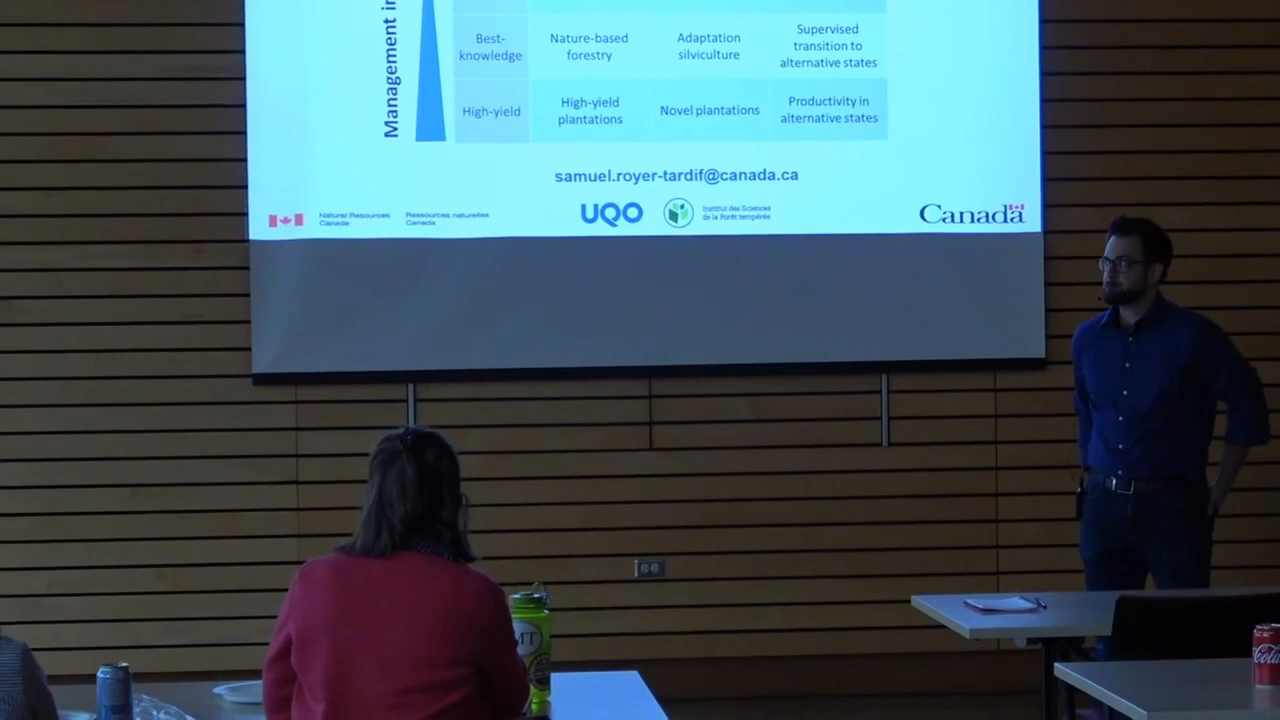 Management in
Best-
knowledge
Nature-based
forestry
Adaptation
silviculture
Supervised
transition to
alternative states
High-yield
High-yield
plantations
Novel plantations
Productivity in
alternative states
samuel.royer-tardif@canada.ca
Natural Resources
Canada
Ressources naturelles
Canada
UQO
Institut des Sciences
de la Forêt tempérée
Canada
MT